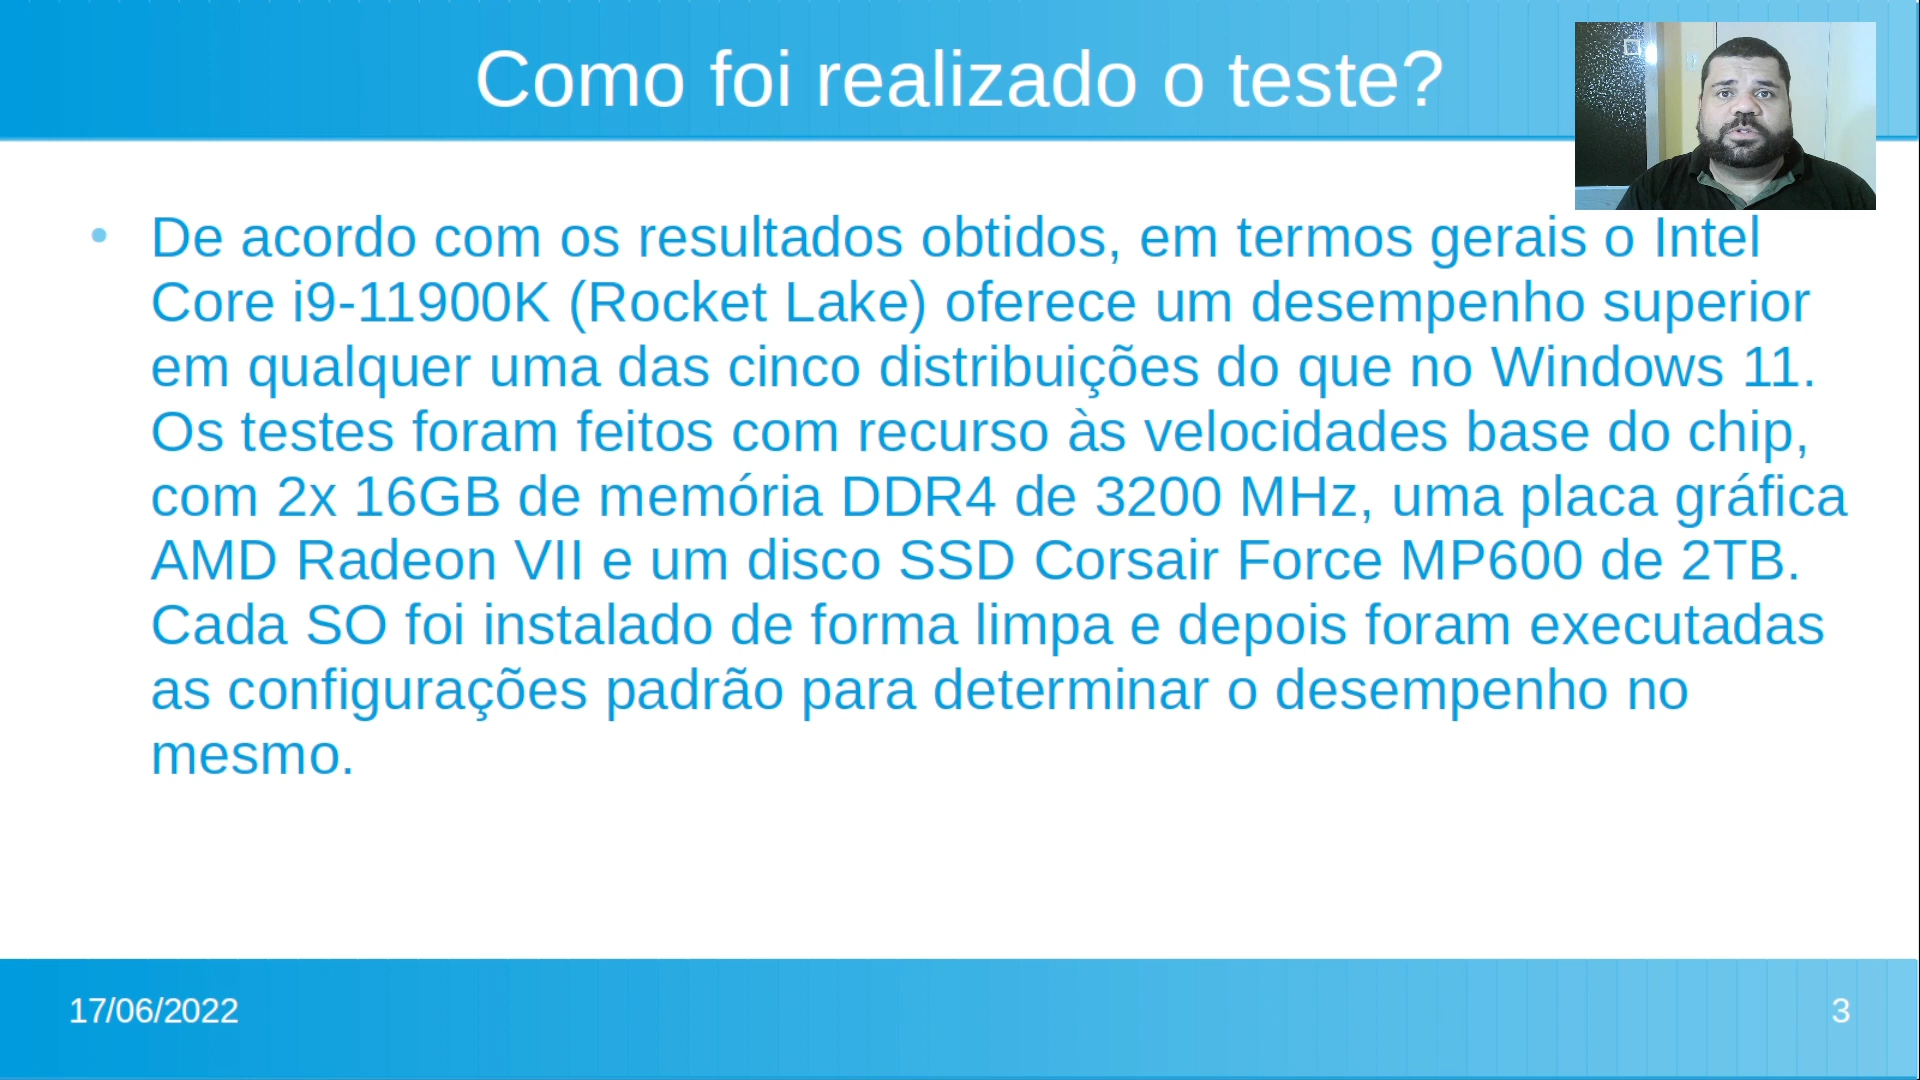 Como foi realizado o teste?
• De acordo com os resultados obtidos, em termos gerais o Intel
Core i9-11900K (Rocket Lake) oferece um desempenho superior
em qualquer uma das cinco distribuições do que no Windows 11.
Os testes foram feitos com recurso às velocidades base do chip,
com 2x 16GB de memória DDR4 de 3200 MHz, uma placa gráfica
AMD Radeon VII e um disco SSD Corsair Force MP600 de 2TB.
Cada SO foi instalado de forma limpa e depois foram executadas
as configurações padrão para determinar o desempenho no
mesmo.
17/06/2022
3